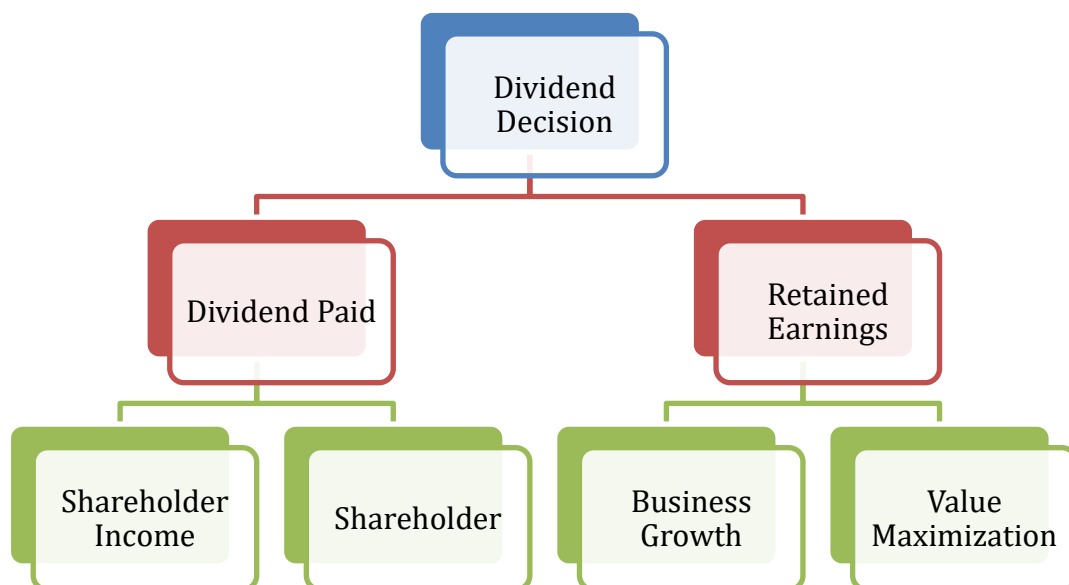 Dividend
Decision
Dividend Paid
Retained
Earnings
Shareholder
Income
Shareholder
Business
Growth
Value
Maximization